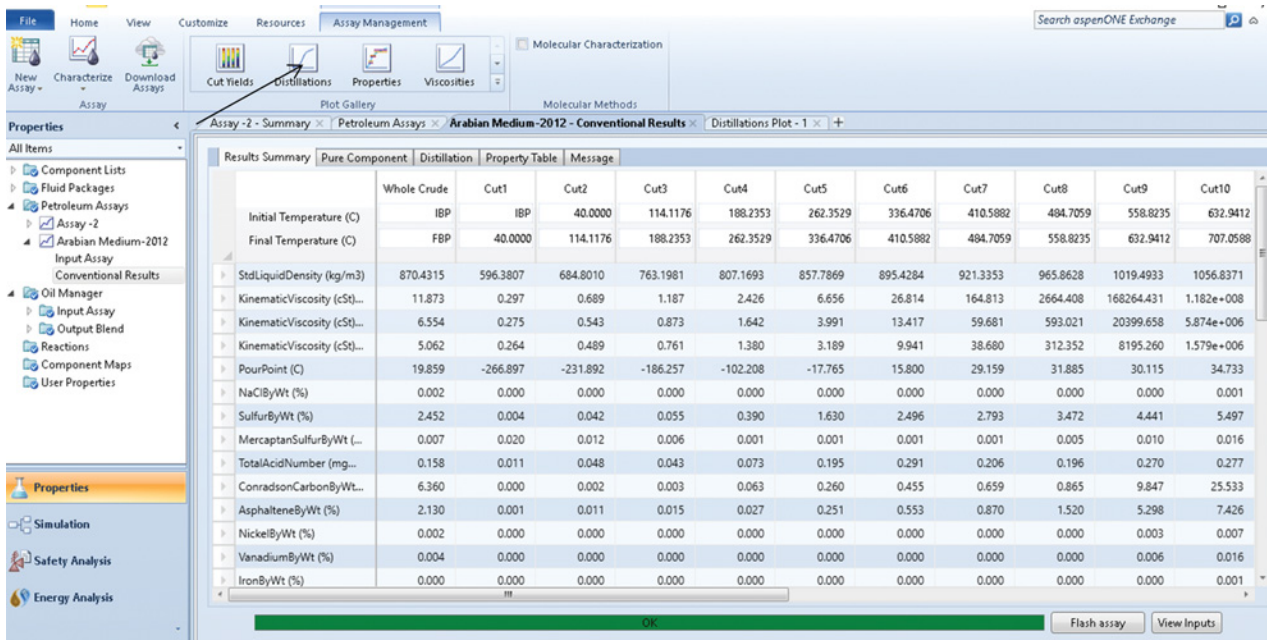 File Home View Customize Resources Assay Management Search aspenONE Exchange
New Assay Characterize Download Assays Cut Yields Distillations Properties Viscosities Molecular Characterization
Assay Plot Gallery Molecular Methods
Properties Assay -2 - Summary Petroleum Assays Arabian Medium-2012 - Conventional Results Distillations Plot - 1 +
All Items
Component Lists
Fluid Packages
Petroleum Assays
Assay -2
Arabian Medium-2012
Input Assay
Conventional Results
Oil Manager
Input Assay
Output Blend
Reactions
Component Maps
User Properties
Properties
Simulation
Safety Analysis
Energy Analysis
Results Summary Pure Component Distillation Property Table Message
Whole Crude Cut1 Cut2 Cut3 Cut4 Cut5 Cut6 Cut7 Cut8 Cut9 Cut10
Initial Temperature (C) IBP IBP 40.0000 114.1176 188.2353 262.3529 336.4706 410.5882 484.7059 558.8235 632.9412
Final Temperature (C) FBP 40.0000 114.1176 188.2353 262.3529 336.4706 410.5882 484.7059 558.8235 632.9412 707.0588
StdLiquidDensity (kg/m3) 870.4315 596.3807 684.8010 763.1981 807.1693 857.7869 895.4284 921.3353 965.8628 1019.4933 1056.8371
KinematicViscosity (cSt)... 11.873 0.297 0.689 1.187 2.426 6.656 26.814 164.813 2664.408 168264.431 1.182e+008
KinematicViscosity (cSt)... 6.554 0.275 0.543 0.873 1.642 3.991 13.417 59.681 593.021 20399.658 5.874e+006
KinematicViscosity (cSt)... 5.062 0.264 0.489 0.761 1.380 3.189 9.941 38.680 312.352 8195.260 1.579e+006
PourPoint (C) 19.859 -266.897 -231.892 -186.257 -102.208 -17.765 15.800 29.159 31.885 30.115 34.733
NaClByWt (%) 0.002 0.000 0.000 0.000 0.000 0.000 0.000 0.000 0.000 0.000 0.001
SulfurByWt (%) 2.452 0.004 0.042 0.055 0.390 1.630 2.496 2.793 3.472 4.441 5.497
MercaptanSulfurByWt (... 0.007 0.020 0.012 0.006 0.001 0.001 0.001 0.001 0.005 0.010 0.016
TotalAcidNumber (mg... 0.158 0.011 0.048 0.043 0.073 0.195 0.291 0.206 0.196 0.270 0.277
ConradsonCarbonByWt... 6.360 0.000 0.002 0.003 0.063 0.260 0.455 0.659 0.865 9.847 25.533
AsphalteneByWt (%) 2.130 0.001 0.011 0.015 0.027 0.251 0.553 0.870 1.520 5.298 7.426
NickelByWt (%) 0.002 0.000 0.000 0.000 0.000 0.000 0.000 0.000 0.000 0.003 0.007
VanadiumByWt (%) 0.004 0.000 0.000 0.000 0.000 0.000 0.000 0.000 0.000 0.006 0.016
IronByWt (%) 0.000 0.000 0.000 0.000 0.000 0.000 0.000 0.000 0.000 0.000 0.001
OK
Flash assay View Inputs